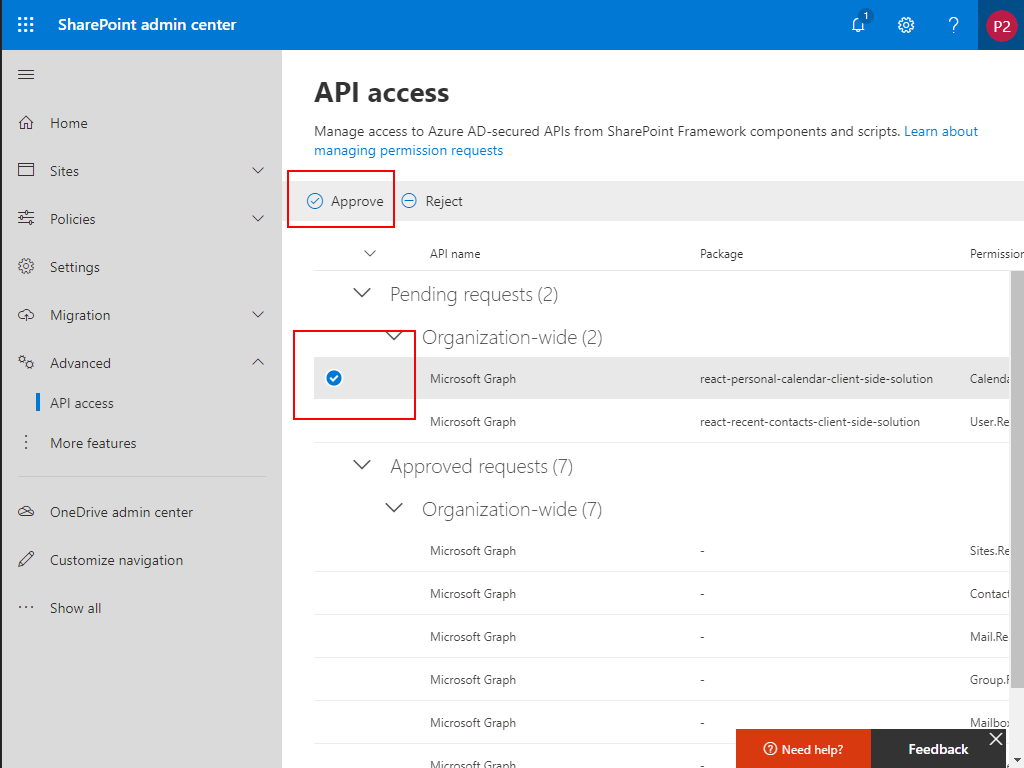 SharePoint admin center
1
P2
Home
Sites
Policies
Settings
Migration
Advanced
API access
More features
OneDrive admin center
Customize navigation
Show all
API access
Manage access to Azure AD-secured APIs from SharePoint Framework components and scripts. Learn about
managing permission requests
Approve Reject
API name Package Permission
Pending requests (2)
Organization-wide (2)
Microsoft Graph react-personal-calendar-client-side-solution Calenda
Microsoft Graph react-recent-contacts-client-side-solution User.Re
Approved requests (7)
Organization-wide (7)
Microsoft Graph - Sites.Re
Microsoft Graph - Contact
Microsoft Graph - Mail.Re
Microsoft Graph - Group.R
Microsoft Graph - Mailbox
Microsoft Graph -
Need help? Feedback